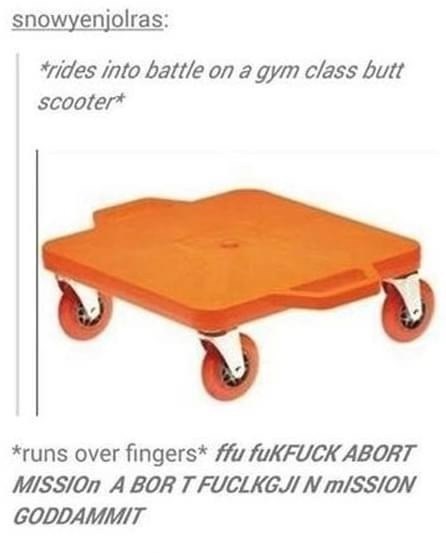 snowyenjolras:
*rides into battle on a gym class butt
scooter*
*runs over fingers* ffu fuKFUCK ABORT
MISSIOn A BOR T FUCLKGJI N mISSION
GODDAMMIT